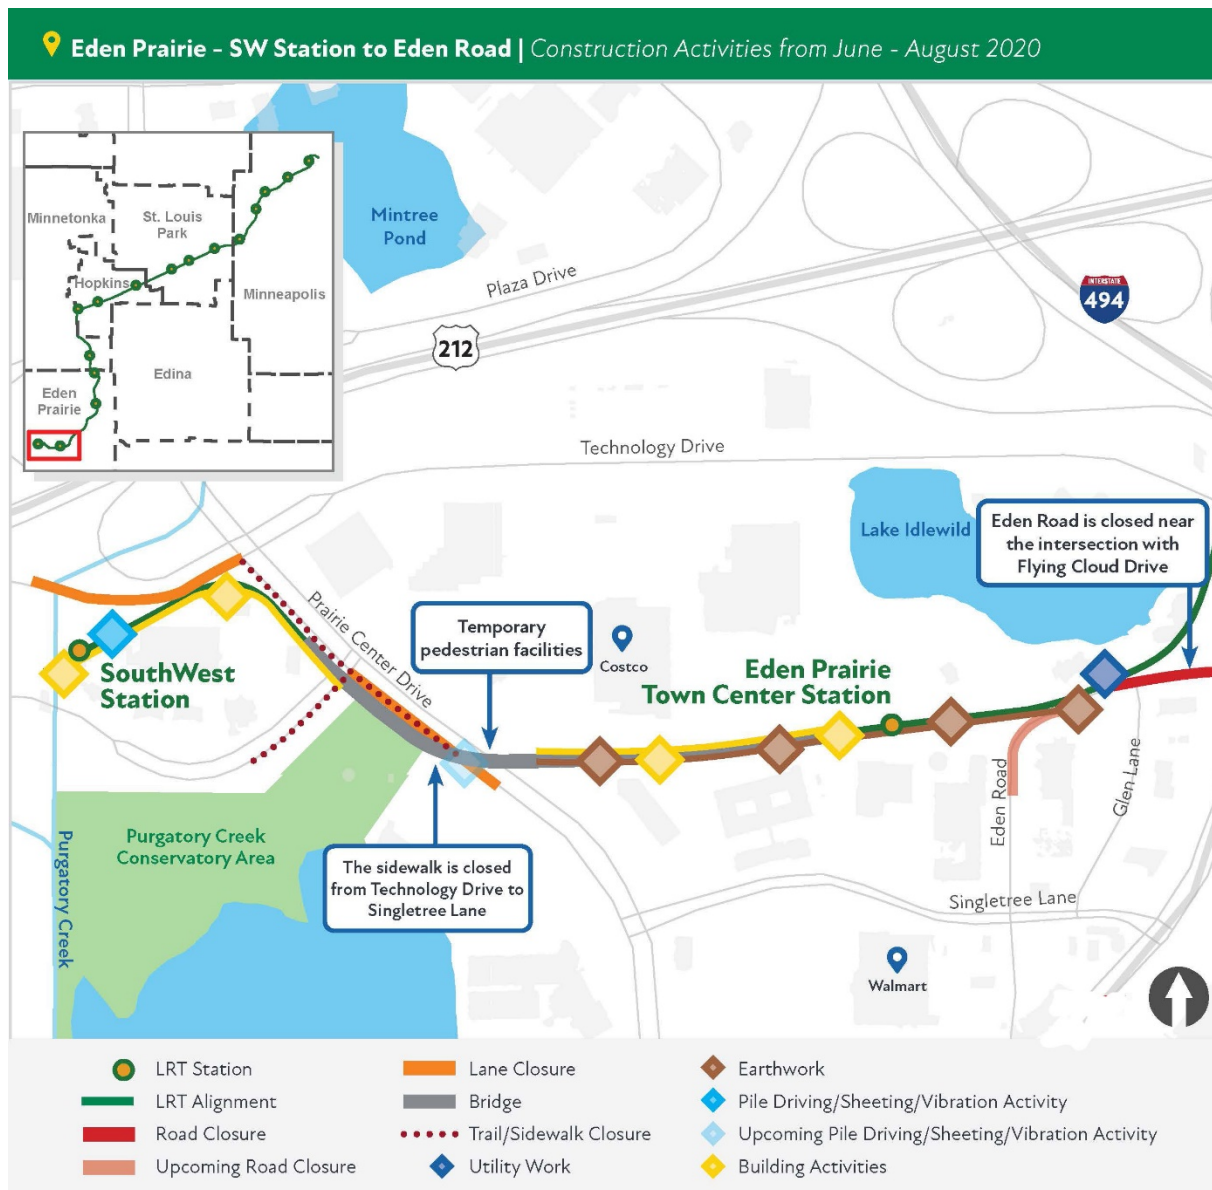 Eden Prairie - SW Station to Eden Road | Construction Activities from June - August 2020
Minnetonka
St. Louis
Park
Hopkins
Minneapolis
Edina
Eden
Prairie
Mintree
Pond
Plaza Drive
212
INTERSTATE
494
Technology Drive
Lake Idlewild
Eden Road is closed near
the intersection with
Flying Cloud Drive
Prairie Center Drive
Temporary
pedestrian facilities
Costco
SouthWest
Station
Eden Prairie
Town Center Station
Eden Road
Glen Lane
Purgatory Creek
Purgatory Creek
Conservatory Area
The sidewalk is closed
from Technology Drive to
Singletree Lane
Singletree Lane
Walmart
LRT Station
LRT Alignment
Road Closure
Upcoming Road Closure
Lane Closure
Bridge
Trail/Sidewalk Closure
Utility Work
Earthwork
Pile Driving/Sheeting/Vibration Activity
Upcoming Pile Driving/Sheeting/Vibration Activity
Building Activities